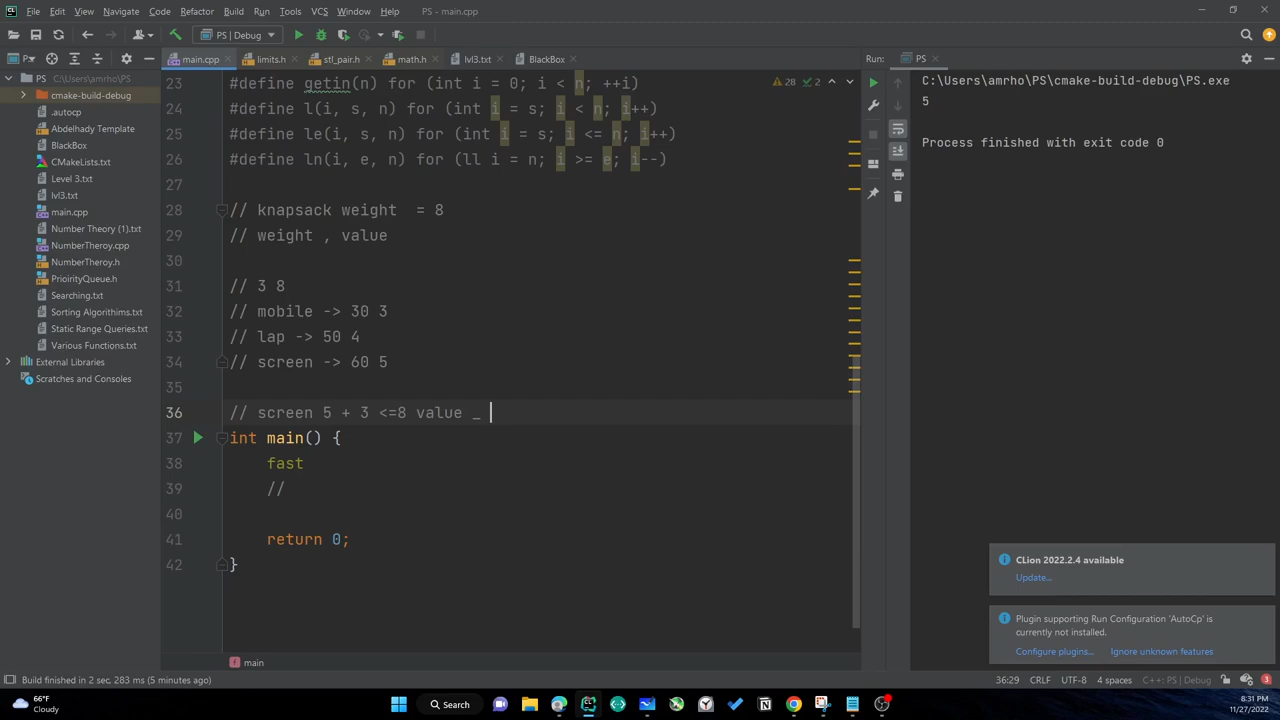 File Edit View Navigate Code Refactor Build Run Tools VCS Window Help PS - main.cpp
PS | Debug
P.. main.cpp limits.h stl_pair.h math.h lvl3.txt BlackBox Run: PS
PS C:\Users\amrho\PS
cmake-build-debug
.autocp
Abdelhady Template
BlackBox
CMakeLists.txt
Level 3.txt
lvl3.txt
main.cpp
Number Theory (1).txt
NumberTheroy.cpp
NumberTheroy.h
PrioirityQueue.h
Searching.txt
Sorting Algorithims.txt
Static Range Queries.txt
Various Functions.txt
External Libraries
Scratches and Consoles
28 2
23 #define getin(n) for (int i = 0; i < n; ++i)
24 #define l(i, s, n) for (int i = s; i < n; i++)
25 #define le(i, s, n) for (int i = s; i <= n; i++)
26 #define ln(i, e, n) for (ll i = n; i >= e; i--)
27
28 // knapsack weight  = 8
29 // weight , value
30
31 // 3 8
32 // mobile -> 30 3
33 // lap -> 50 4
34 // screen -> 60 5
35
36 // screen 5 + 3 <=8 value _
37 int main() {
38 fast
39 //
40
41 return 0;
42 }
main
C:\Users\amrho\PS\cmake-build-debug\PS.exe
5
Process finished with exit code 0
CLion 2022.2.4 available
Update...
Plugin supporting Run Configuration 'AutoCp' is
currently not installed.
Configure plugins... Ignore unknown features
Build finished in 2 sec, 283 ms (5 minutes ago) 36:29 CRLF UTF-8 4 spaces C++: PS | Debug 3
66°F
Cloudy
Search
8:31 PM
11/27/2022